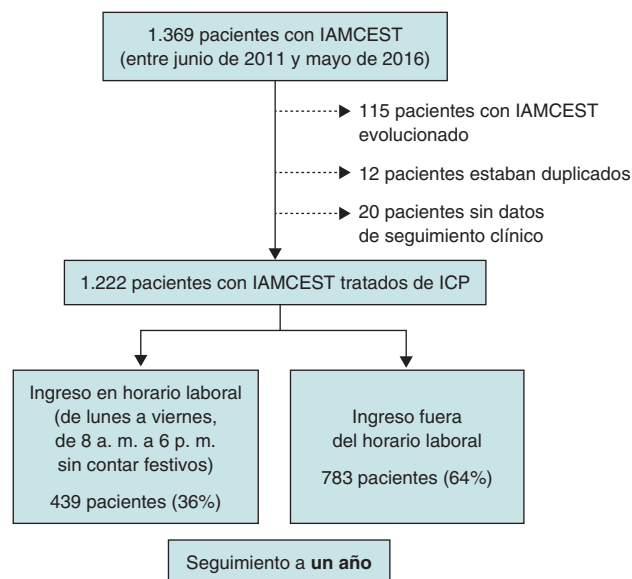 1.369 pacientes con IAMCEST
(entre junio de 2011 y mayo de 2016)
115 pacientes con IAMCEST
evolucionado
12 pacientes estaban duplicados
20 pacientes sin datos
de seguimiento clínico
1.222 pacientes con IAMCEST tratados de ICP
Ingreso en horario laboral
(de lunes a viernes,
de 8 a. m. a 6 p. m.
sin contar festivos)
439 pacientes (36%)
Ingreso fuera
del horario laboral
783 pacientes (64%)
Seguimiento a un año